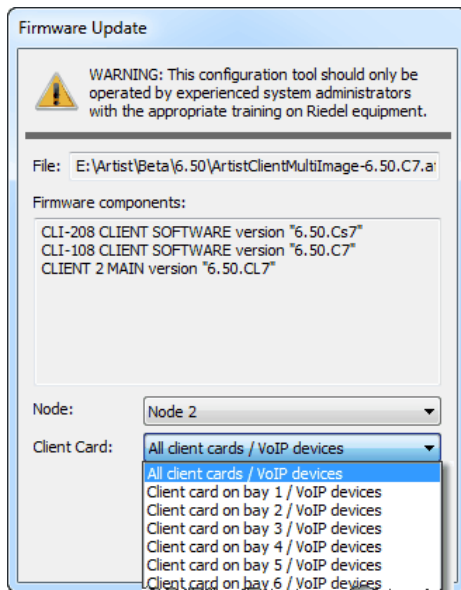 Firmware Update
WARNING: This configuration tool should only be
operated by experienced system administrators
with the appropriate training on Riedel equipment.
File: E:\Artist\Beta\6.50\ArtistClientMultiImage-6.50.C7.a
Firmware components:
CLI-208 CLIENT SOFTWARE version "6.50.Cs7"
CLI-108 CLIENT SOFTWARE version "6.50.C7"
CLIENT 2 MAIN version "6.50.CL7"
Node: Node 2
Client Card: All client cards / VoIP devices
All client cards / VoIP devices
Client card on bay 1 / VoIP devices
Client card on bay 2 / VoIP devices
Client card on bay 3 / VoIP devices
Client card on bay 4 / VoIP devices
Client card on bay 5 / VoIP devices
Client card on bay 6 / VoIP devices